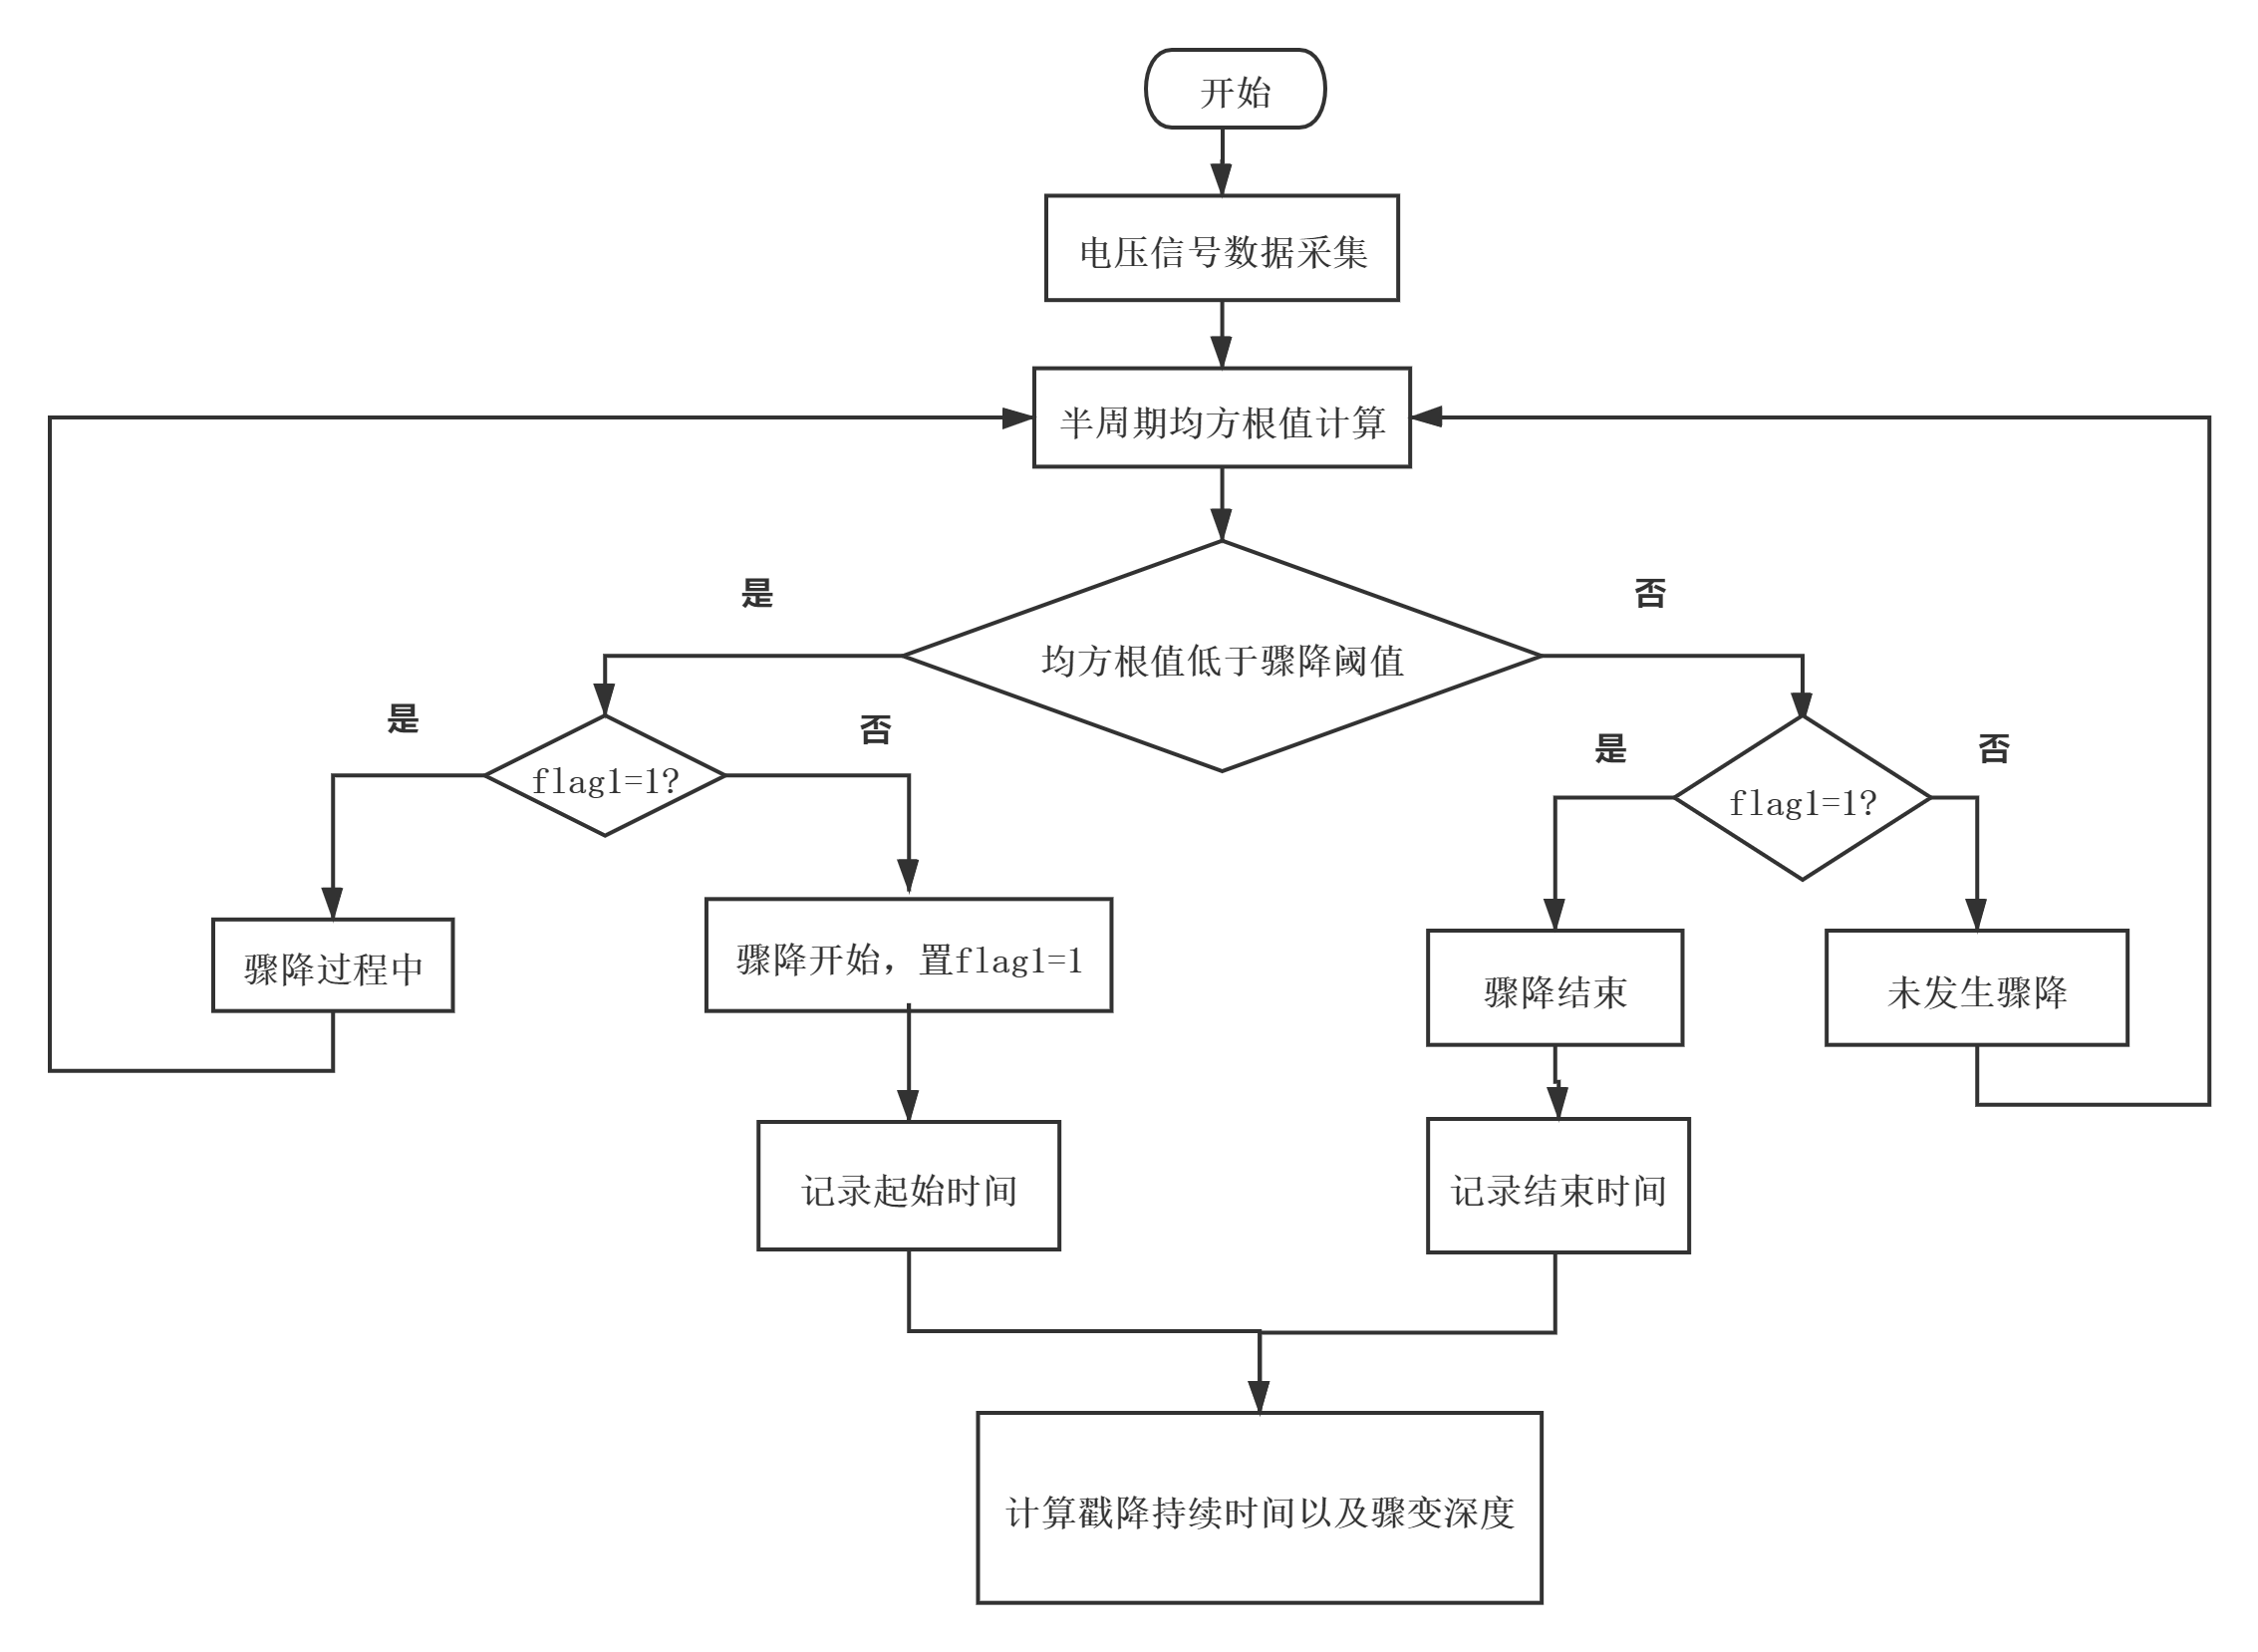 开始
电压信号数据采集
半周期均方根值计算
是
否
均方根值低于骤降阈值
是
否
是
否
flag1=1?
flag1=1?
骤降过程中
骤降开始，置flag1=1
骤降结束
未发生骤降
记录起始时间
记录结束时间
计算戳降持续时间以及骤变深度